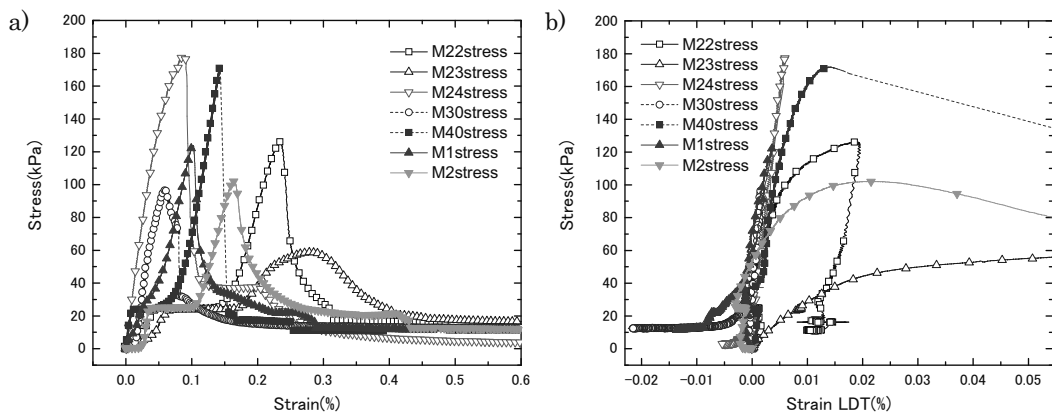 a)
200
180
160
140
120
100
80
60
40
20
0
Stress(kPa)
0.0 0.1 0.2 0.3 0.4 0.5 0.6
Strain(%)
M22stress
M23stress
M24stress
M30stress
M40stress
M1stress
M2stress
b)
200
180
160
140
120
100
80
60
40
20
0
Stress(kPa)
−0.02 −0.01 0.00 0.01 0.02 0.03 0.04 0.05
Strain LDT(%)
M22stress
M23stress
M24stress
M30stress
M40stress
M1stress
M2stress